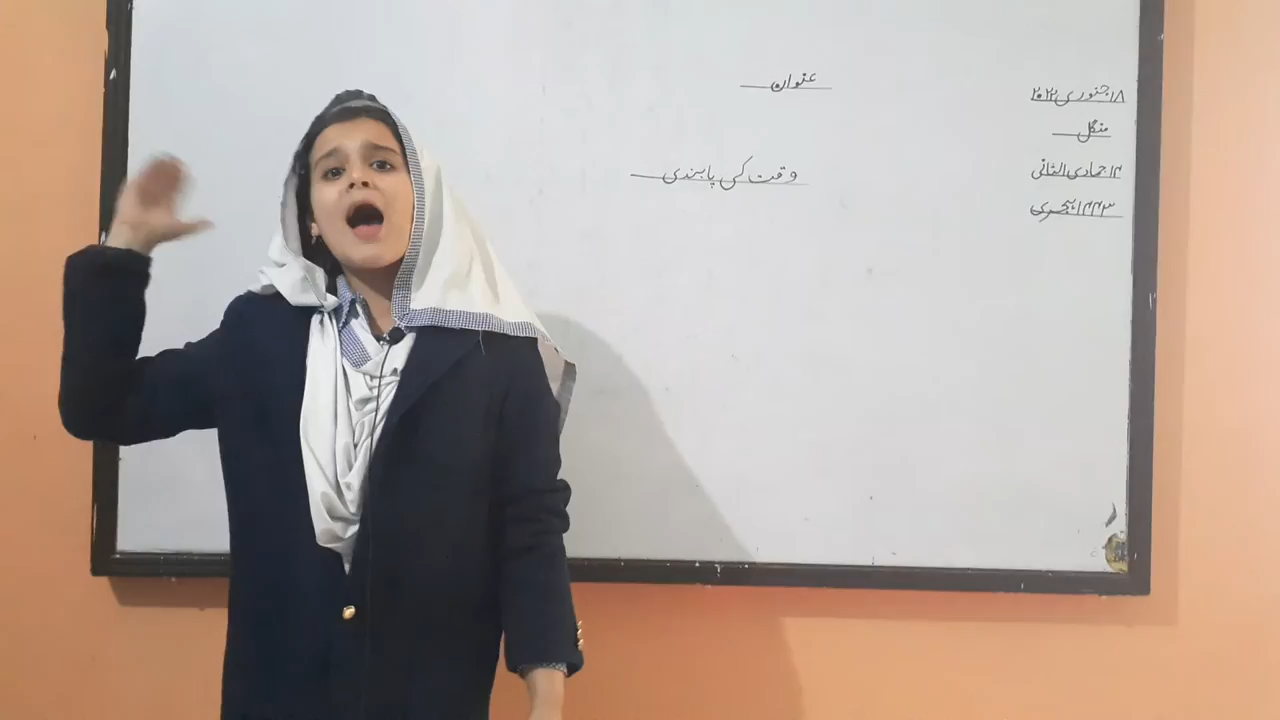 عنوان
وقت کی پابندی
۱۸ جنوری ۲۰۲۲
منگل
۱۴ جمادی الثانی
۱۴۴۳ ہجری